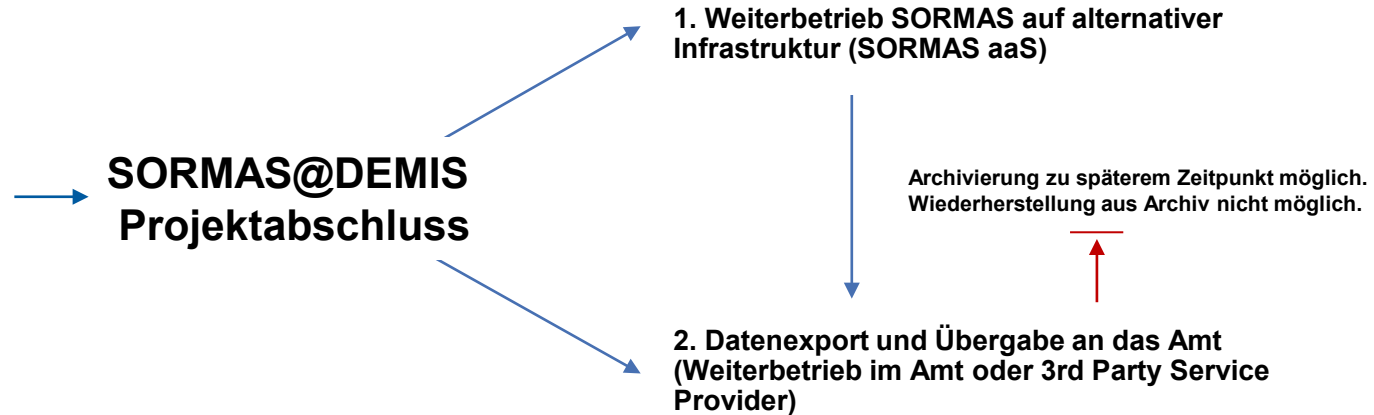 1. Weiterbetrieb SORMAS auf alternativer
Infrastruktur (SORMAS aaS)
SORMAS@DEMIS
Projektabschluss
Archivierung zu späterem Zeitpunkt möglich.
Wiederherstellung aus Archiv nicht möglich.
2. Datenexport und Übergabe an das Amt
(Weiterbetrieb im Amt oder 3rd Party Service
Provider)